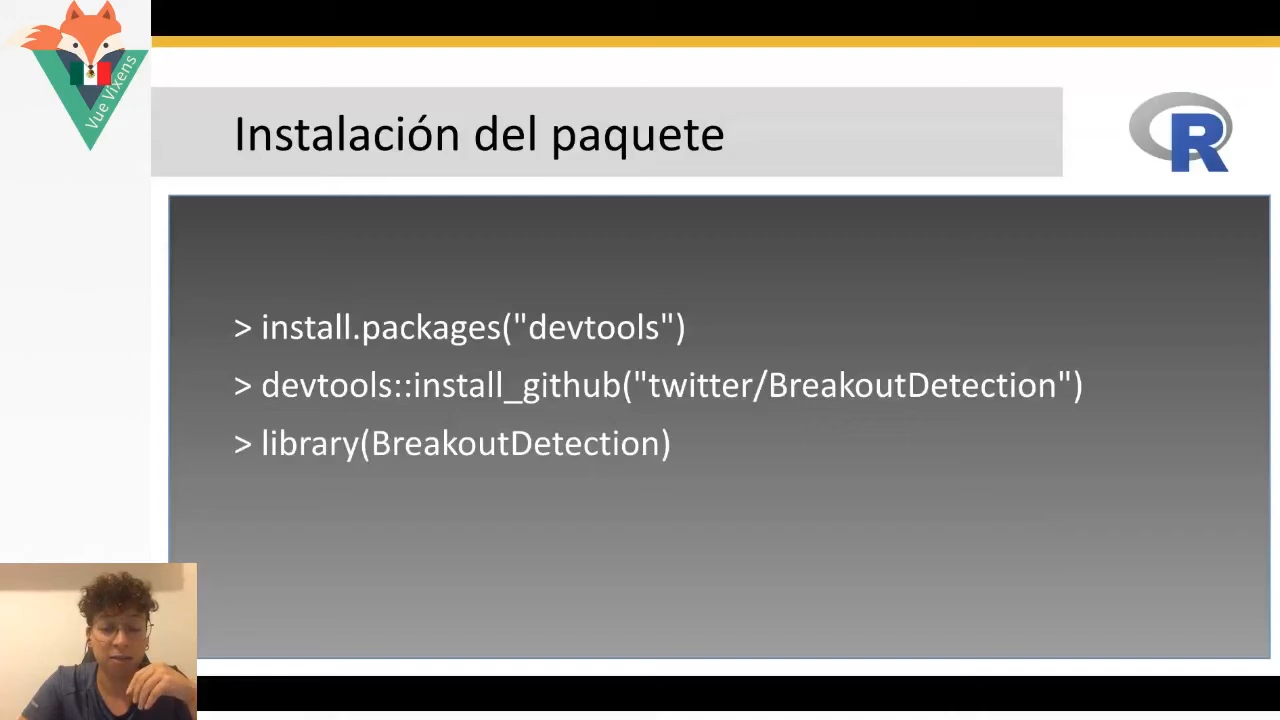 Vue Vixens
Instalación del paquete
R
> install.packages("devtools")
> devtools::install_github("twitter/BreakoutDetection")
> library(BreakoutDetection)